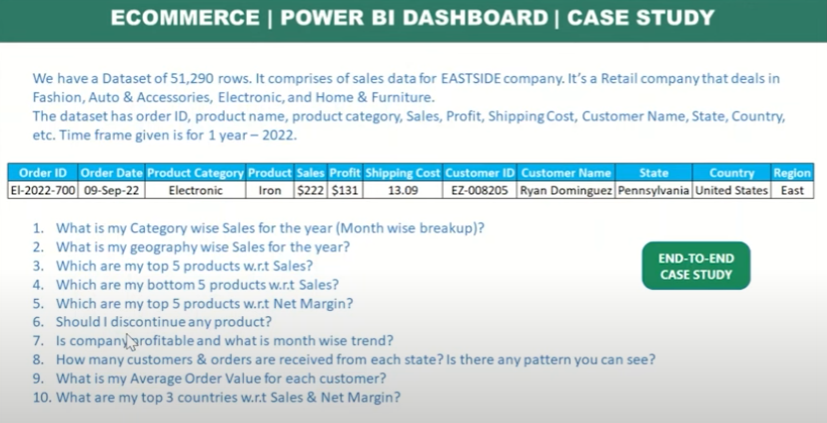 ECOMMERCE | POWER BI DASHBOARD | CASE STUDY
We have a Dataset of 51,290 rows. It comprises of sales data for EASTSIDE company. It's a Retail company that deals in
Fashion, Auto & Accessories, Electronic, and Home & Furniture.
The dataset has order ID, product name, product category, Sales, Profit, Shipping Cost, Customer Name, State, Country,
etc. Time frame given is for 1 year – 2022.
Order ID Order Date Product Category Product Sales Profit Shipping Cost Customer ID Customer Name State Country Region
El-2022-700 09-Sep-22 Electronic Iron $222 $131 13.09 EZ-008205 Ryan Dominguez Pennsylvania United States East
1. What is my Category wise Sales for the year (Month wise breakup)?
2. What is my geography wise Sales for the year?
3. Which are my top 5 products w.r.t Sales?
4. Which are my bottom 5 products w.r.t Sales?
5. Which are my top 5 products w.r.t Net Margin?
6. Should I discontinue any product?
7. Is company profitable and what is month wise trend?
8. How many customers & orders are received from each state? Is there any pattern you can see?
9. What is my Average Order Value for each customer?
10. What are my top 3 countries w.r.t Sales & Net Margin?
END-TO-END
CASE STUDY